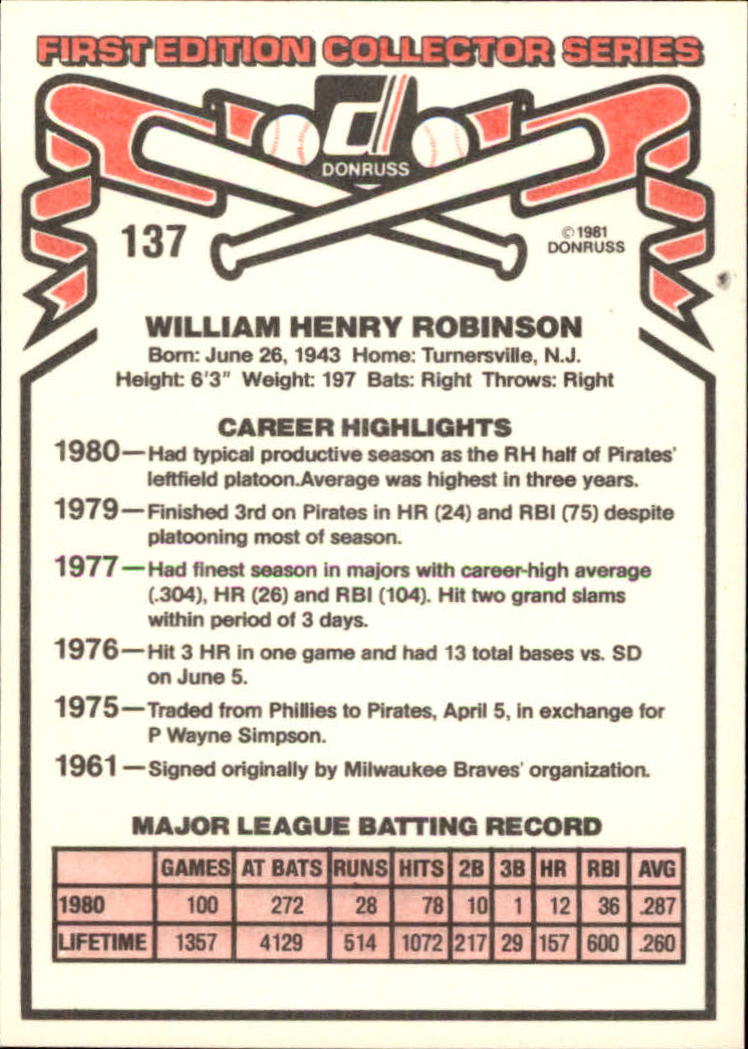 FIRST EDITION COLLECTOR SERIES
d
DONRUSS
137
©1981
DONRUSS
WILLIAM HENRY ROBINSON
Born: June 26, 1943 Home: Turnersville, N.J.
Height: 6'3" Weight: 197 Bats: Right Throws: Right
CAREER HIGHLIGHTS
1980—Had typical productive season as the RH half of Pirates'
leftfield platoon.Average was highest in three years.
1979—Finished 3rd on Pirates in HR (24) and RBI (75) despite
platooning most of season.
1977—Had finest season in majors with career-high average
(.304), HR (26) and RBI (104). Hit two grand slams
within period of 3 days.
1976—Hit 3 HR in one game and had 13 total bases vs. SD
on June 5.
1975—Traded from Phillies to Pirates, April 5, in exchange for
P Wayne Simpson.
1961—Signed originally by Milwaukee Braves' organization.
MAJOR LEAGUE BATTING RECORD
GAMES AT BATS RUNS HITS 2B 3B HR RBI AVG
1980 100 272 28 78 10 1 12 36 .287
LIFETIME 1357 4129 514 1072 217 29 157 600 .260